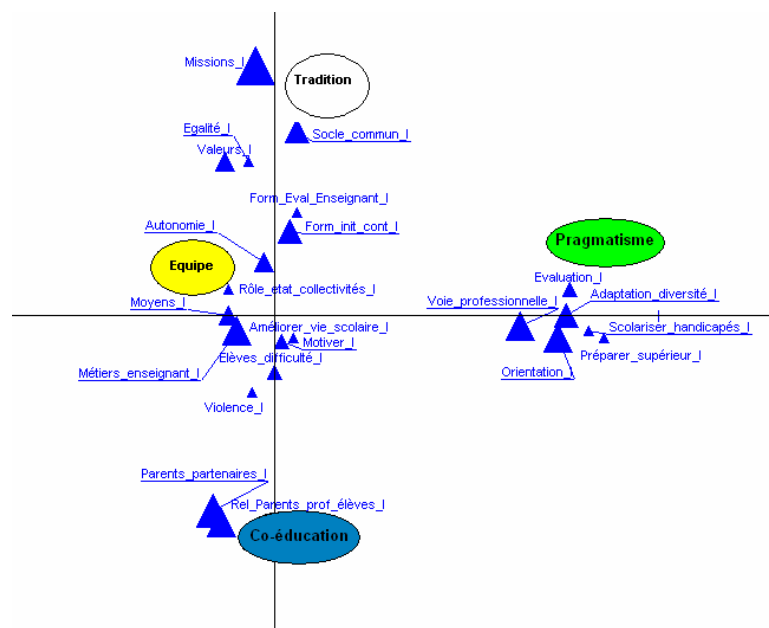 Missions_I
Tradition
Egalité_I
Socle_commun_I
Valeurs_I
Form_Eval_Enseignant_I
Autonomie_I
Form_init_cont_I
Pragmatisme
Equipe
Rôle_etat_collectivités_I
Evaluation_I
Moyens_I
Voie_professionnelle_I
Adaptation_diversité_I
Améliorer_vie_scolaire_I
Scolariser_handicapés_I
Motiver_I
Elèves_difficulté_I
Préparer_supérieur_I
Métiers_enseignant_I
Orientation_I
Violence_I
Parents_partenaires_I
Rel_Parents_prof_élèves_I
Co-éducation